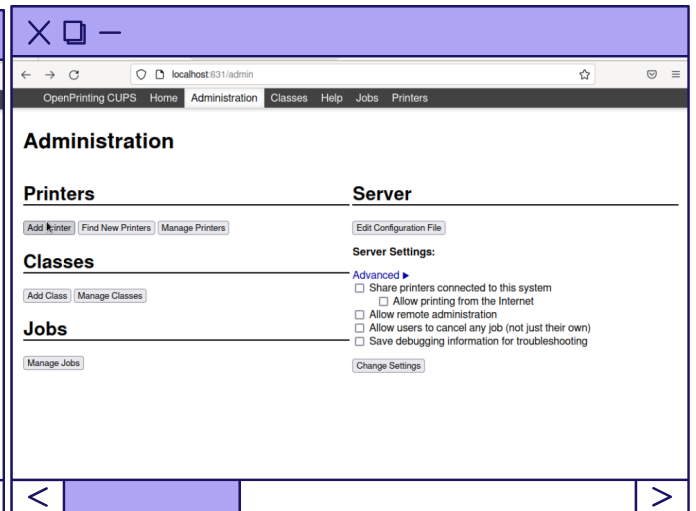 localhost:631/admin
OpenPrinting CUPS Home Administration Classes Help Jobs Printers
Administration
Printers
Add Printer Find New Printers Manage Printers
Classes
Add Class Manage Classes
Jobs
Manage Jobs
Server
Edit Configuration File
Server Settings:
Advanced ▶
Share printers connected to this system
Allow printing from the Internet
Allow remote administration
Allow users to cancel any job (not just their own)
Save debugging information for troubleshooting
Change Settings